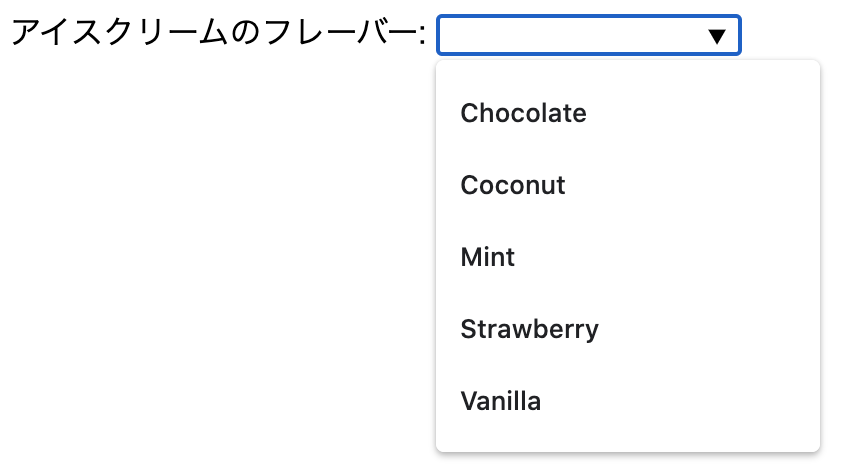 アイスクリームのフレーバー:
Chocolate
Coconut
Mint
Strawberry
Vanilla